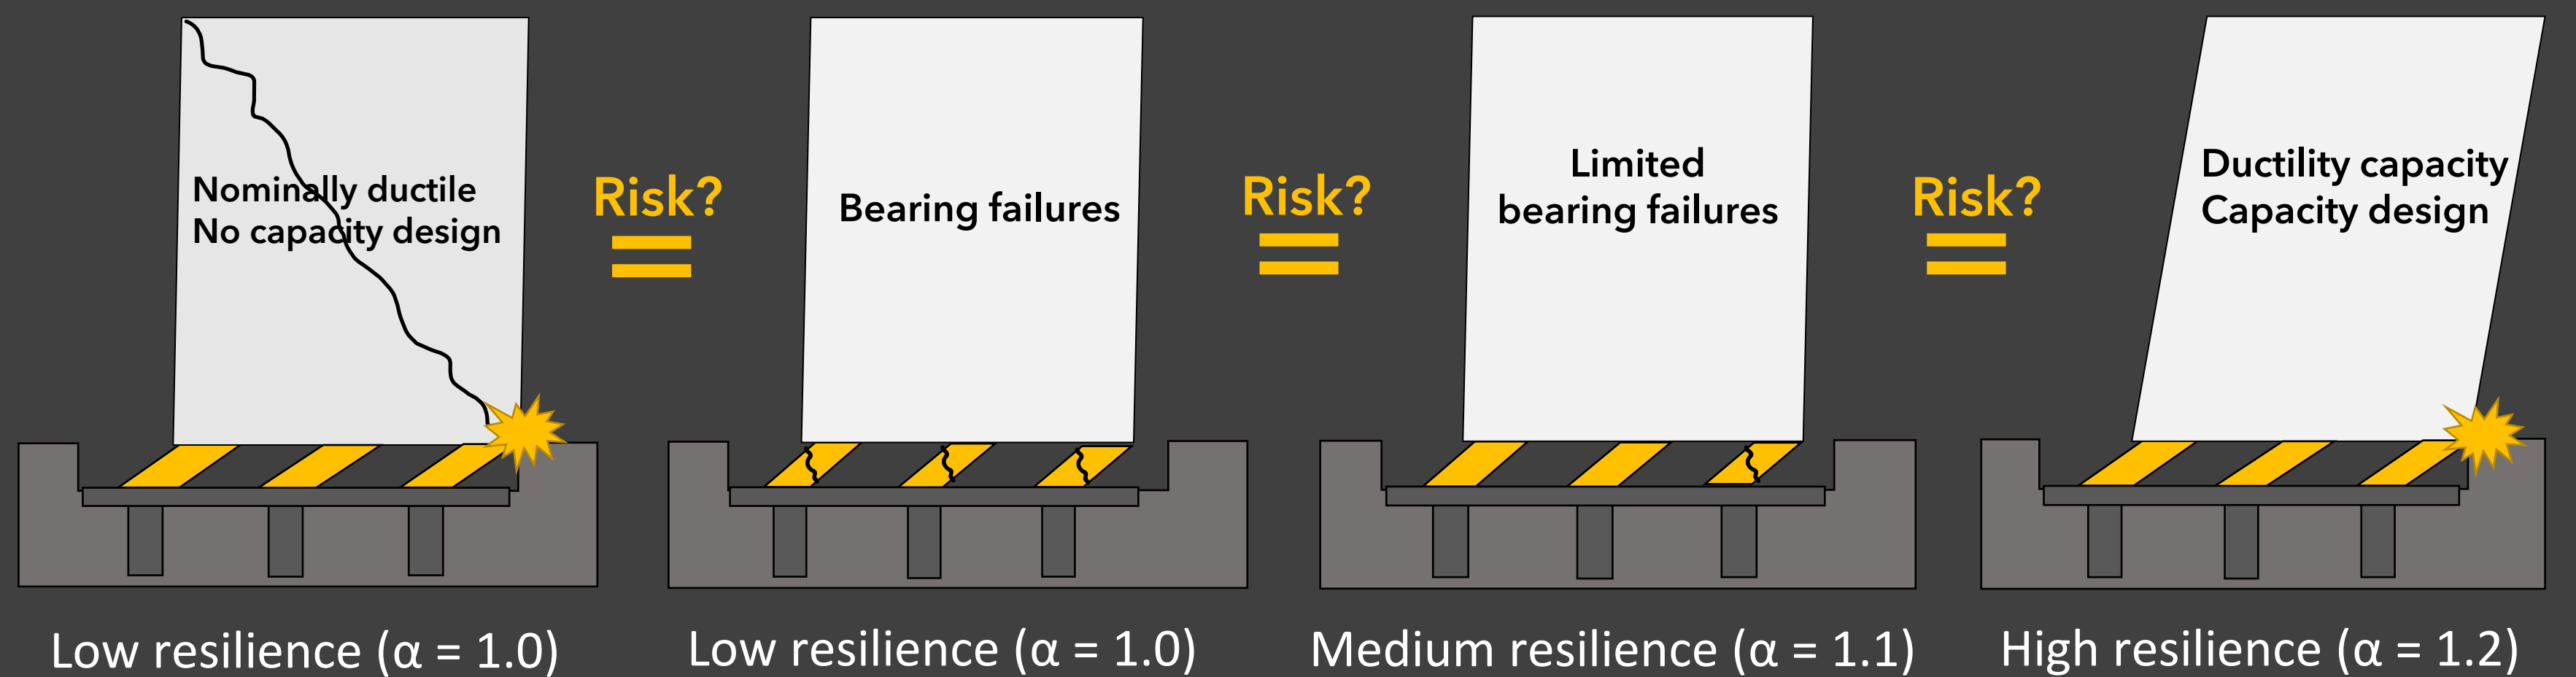 Nominally ductile
No capacity design
Risk?
Bearing failures
Risk?
Limited
bearing failures
Risk?
Ductility capacity
Capacity design
Low resilience (α = 1.0)
Low resilience (α = 1.0)
Medium resilience (α = 1.1)
High resilience (α = 1.2)